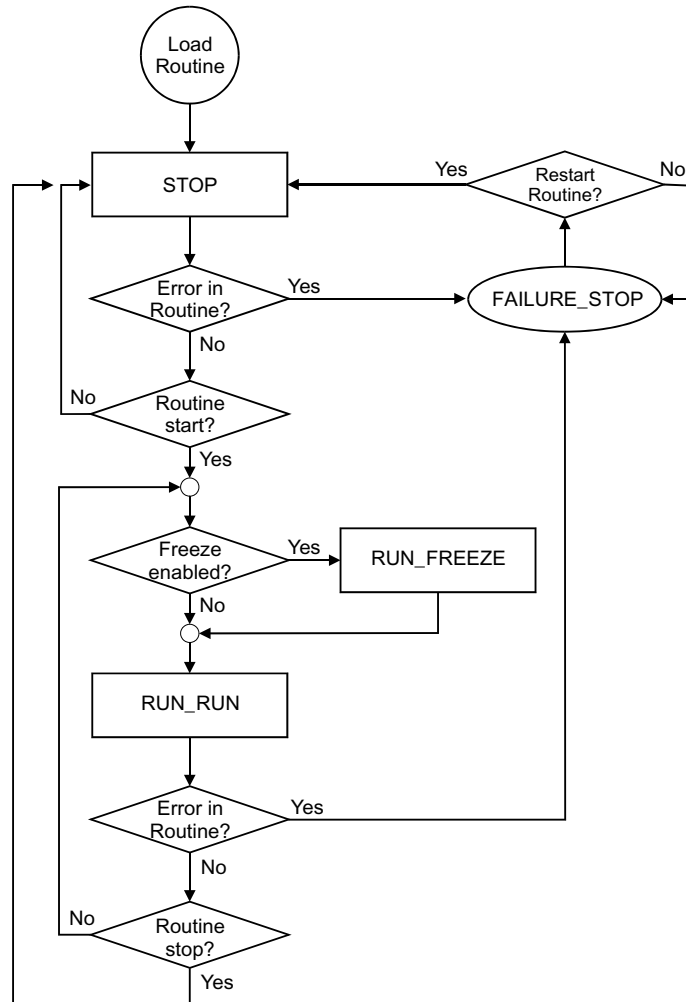 Load
Routine
STOP
Yes
Restart
Routine?
No
Error in
Routine?
Yes
FAILURE_STOP
No
No
Routine
start?
Yes
Freeze
enabled?
Yes
RUN_FREEZE
No
RUN_RUN
Error in
Routine?
Yes
No
No
Routine
stop?
Yes